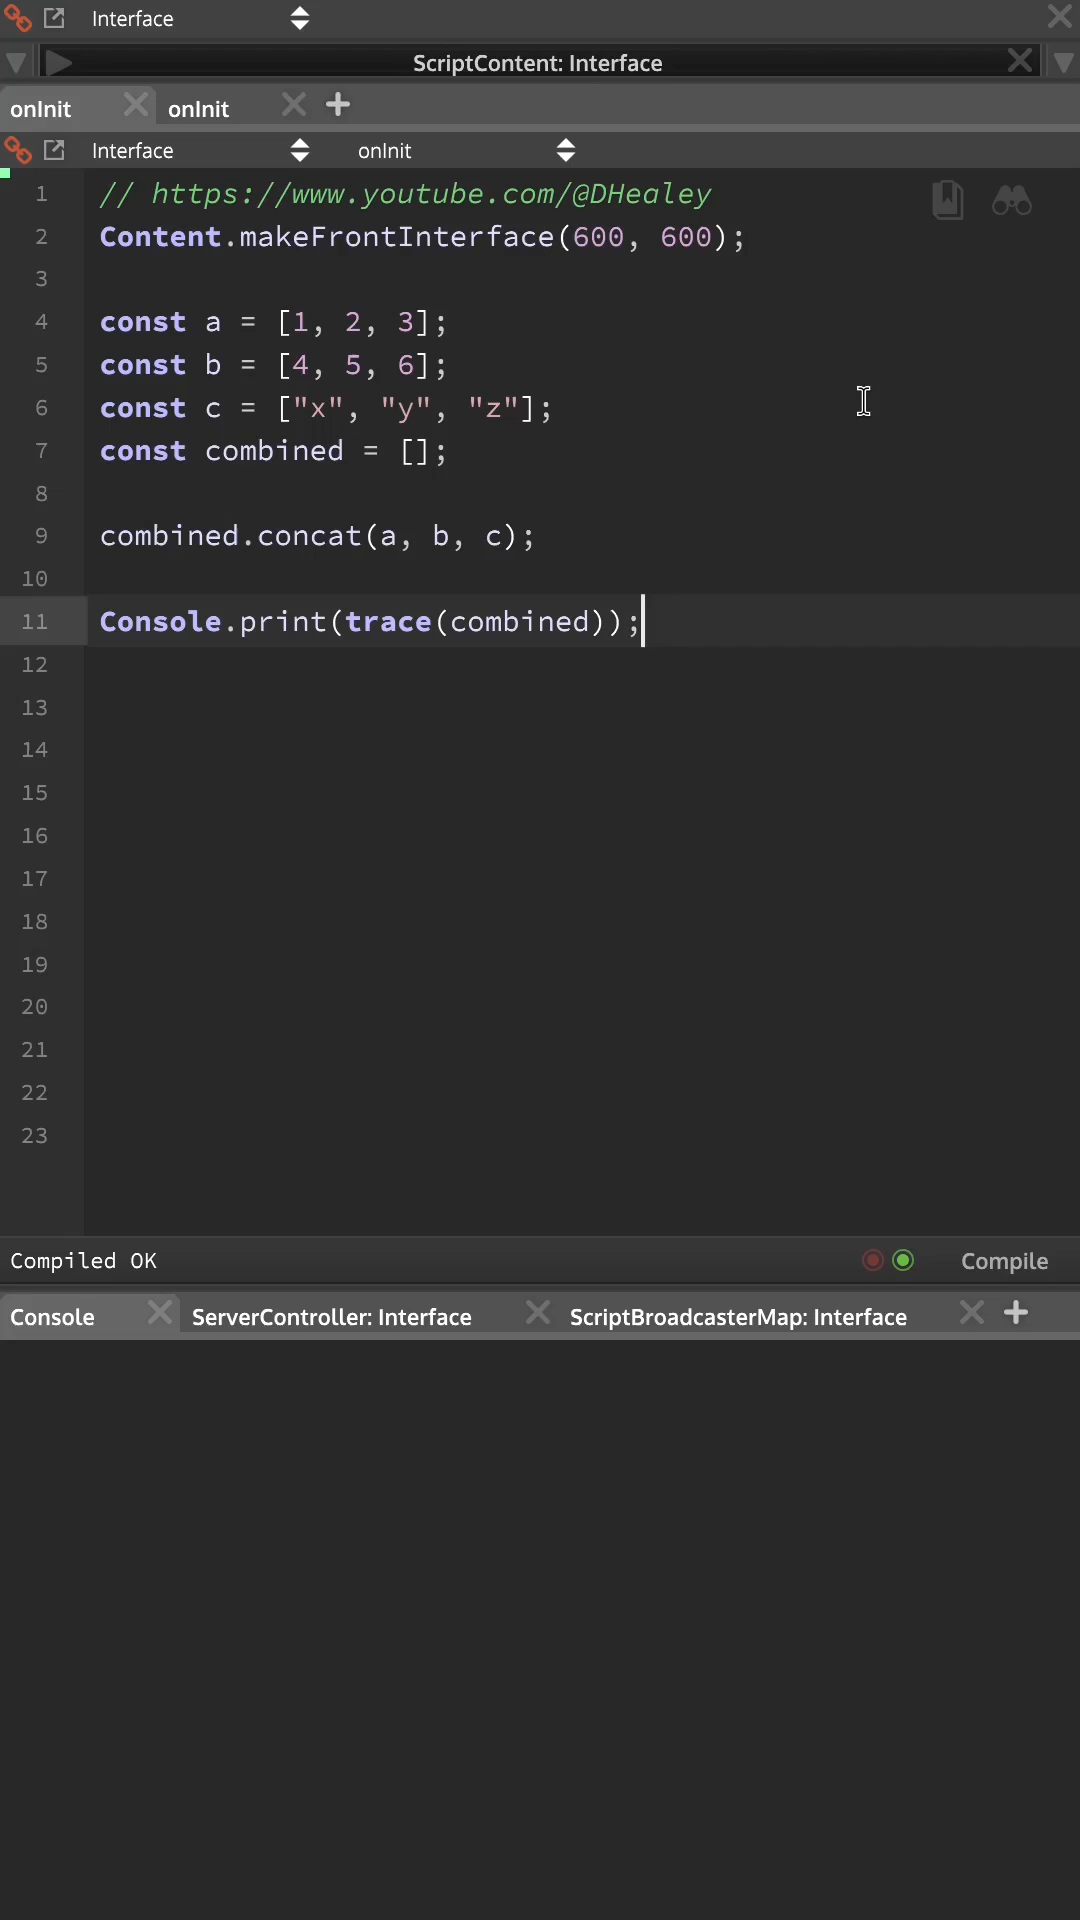 Interface
ScriptContent: Interface
onInit onInit
Interface onInit
1 // https://www.youtube.com/@DHealey
2 Content.makeFrontInterface(600, 600);
3
4 const a = [1, 2, 3];
5 const b = [4, 5, 6];
6 const c = ["x", "y", "z"];
7 const combined = [];
8
9 combined.concat(a, b, c);
10
11 Console.print(trace(combined));
12
13
14
15
16
17
18
19
20
21
22
23
Compiled OK Compile
Console ServerController: Interface ScriptBroadcasterMap: Interface